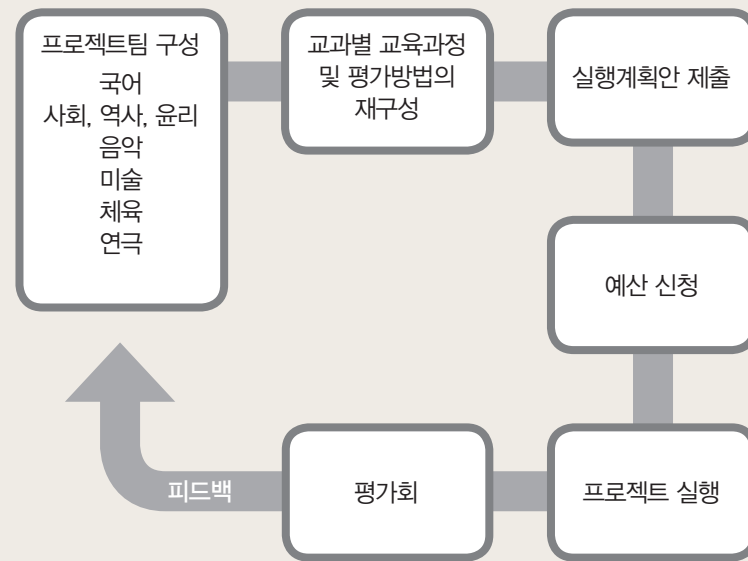 프로젝트팀 구성
국어
사회, 역사, 윤리
음악
미술
체육
연극
교과별 교육과정
및 평가방법의
재구성
실행계획안 제출
예산 신청
프로젝트 실행
평가회
피드백